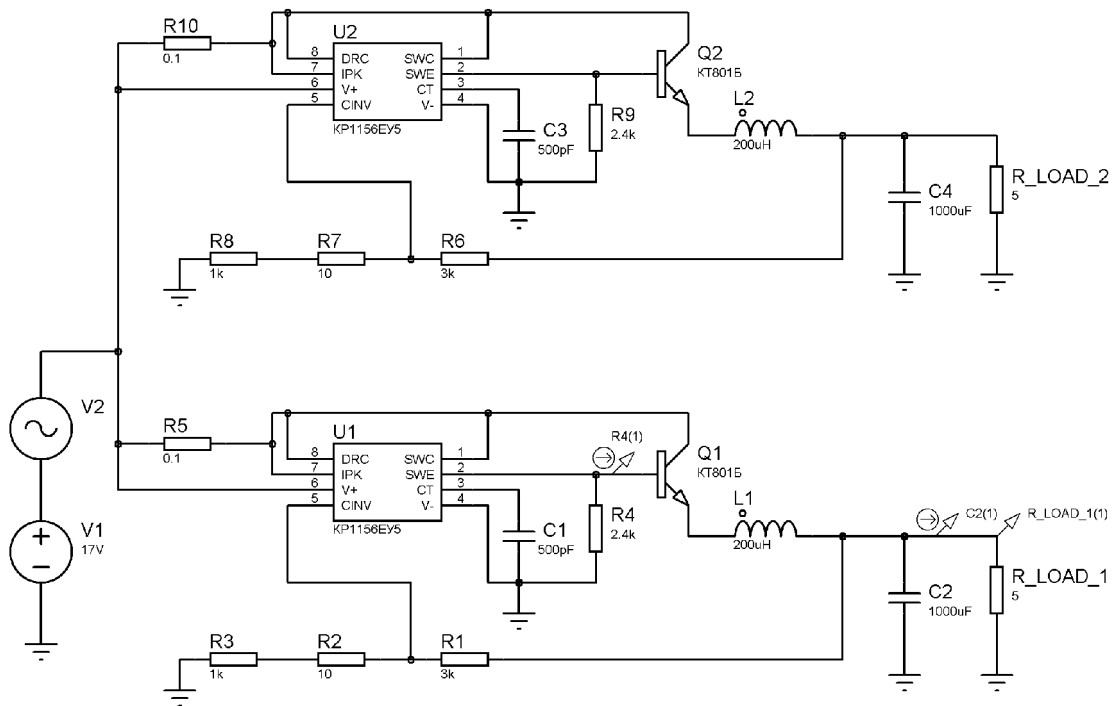 R10
0.1
U2
8 DRC SWC 1
7 IPK SWE 2
6 V+ CT 3
5 CINV V- 4
КР1156ЕУ5
Q2
КТ801Б
L2
200uH
R9
2.4k
C3
500pF
C4
1000uF
R_LOAD_2
5
R8
1k
R7
10
R6
3k
V2
V1
17V
R5
0.1
U1
8 DRC SWC 1
7 IPK SWE 2
6 V+ CT 3
5 CINV V- 4
КР1156ЕУ5
R4(1)
Q1
КТ801Б
L1
200uH
R4
2.4k
C1
500pF
C2(1)
R_LOAD_1(1)
C2
1000uF
R_LOAD_1
5
R3
1k
R2
10
R1
3k